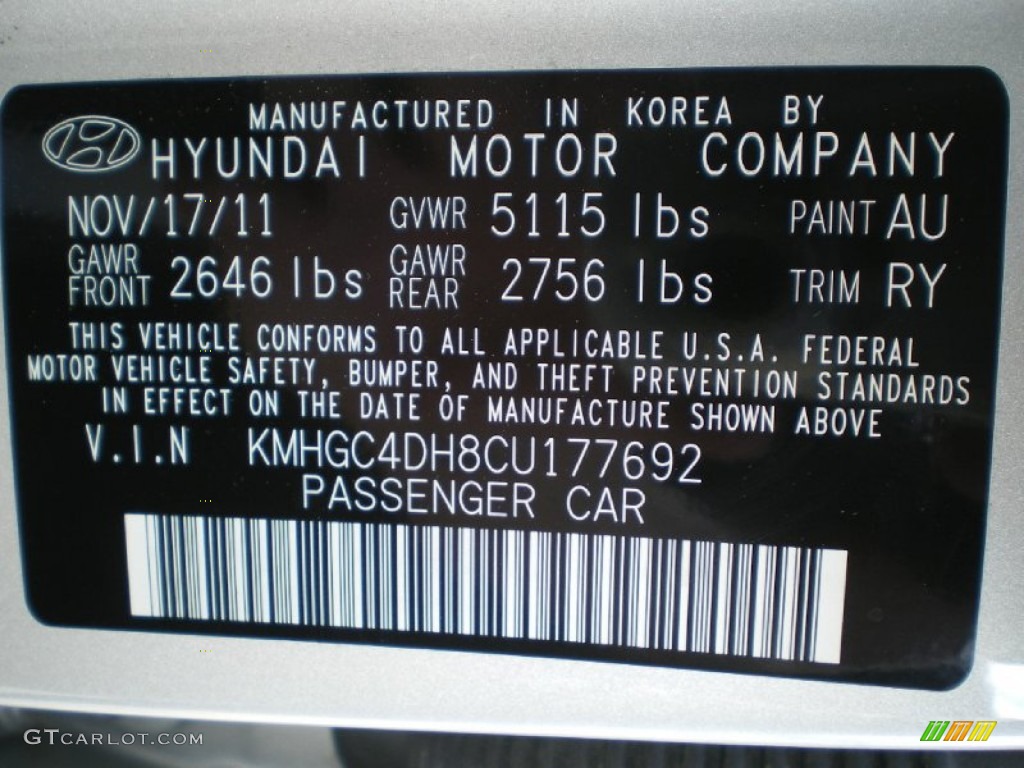 MANUFACTURED IN KOREA BY
HYUNDAI MOTOR COMPANY
NOV/17/11 GVWR 5115 lbs PAINT AU
GAWR FRONT 2646 lbs GAWR REAR 2756 lbs TRIM RY
THIS VEHICLE CONFORMS TO ALL APPLICABLE U.S.A. FEDERAL
MOTOR VEHICLE SAFETY, BUMPER, AND THEFT PREVENTION STANDARDS
IN EFFECT ON THE DATE OF MANUFACTURE SHOWN ABOVE
V.I.N KMHGC4DH8CU177692
PASSENGER CAR
GTCARLOT.COM